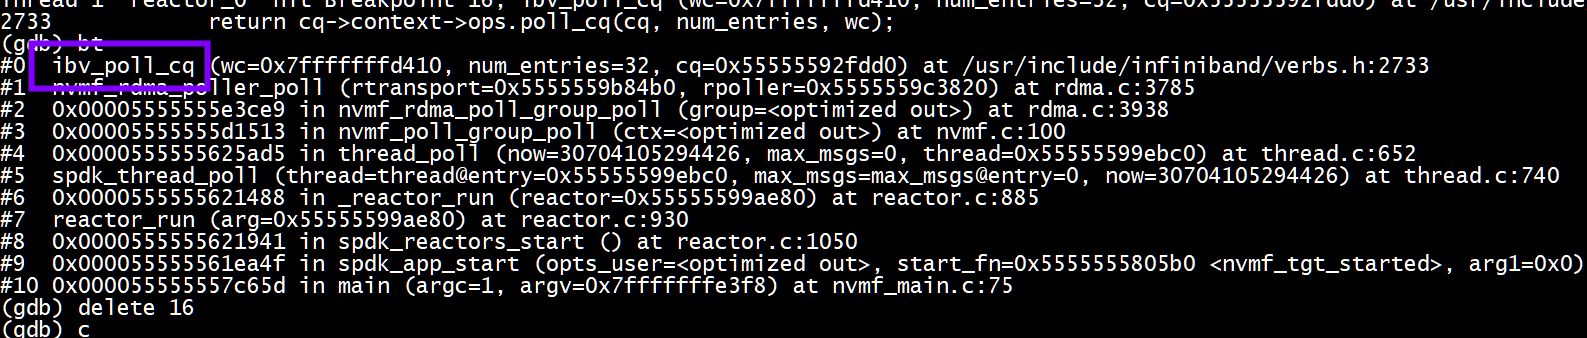 Thread 1 "reactor_0" hit Breakpoint 16, ibv_poll_cq (wc=0x7fffffffd410, num_entries=32, cq=0x55555592fdd0) at /usr/include
2733            return cq->context->ops.poll_cq(cq, num_entries, wc);
(gdb) bt
#0  ibv_poll_cq (wc=0x7fffffffd410, num_entries=32, cq=0x55555592fdd0) at /usr/include/infiniband/verbs.h:2733
#1  nvmf_rdma_poller_poll (rtransport=0x5555559b84b0, rpoller=0x5555559c3820) at rdma.c:3785
#2  0x00005555555e3ce9 in nvmf_rdma_poll_group_poll (group=<optimized out>) at rdma.c:3938
#3  0x00005555555d1513 in nvmf_poll_group_poll (ctx=<optimized out>) at nvmf.c:100
#4  0x0000555555625ad5 in thread_poll (now=30704105294426, max_msgs=0, thread=0x55555599ebc0) at thread.c:652
#5  spdk_thread_poll (thread=thread@entry=0x55555599ebc0, max_msgs=max_msgs@entry=0, now=30704105294426) at thread.c:740
#6  0x0000555555621488 in _reactor_run (reactor=0x55555599ae80) at reactor.c:885
#7  reactor_run (arg=0x55555599ae80) at reactor.c:930
#8  0x0000555555621941 in spdk_reactors_start () at reactor.c:1050
#9  0x000055555561ea4f in spdk_app_start (opts_user=<optimized out>, start_fn=0x5555555805b0 <nvmf_tgt_started>, arg1=0x0)
#10 0x000055555557c65d in main (argc=1, argv=0x7fffffffe3f8) at nvmf_main.c:75
(gdb) delete 16
(gdb) c